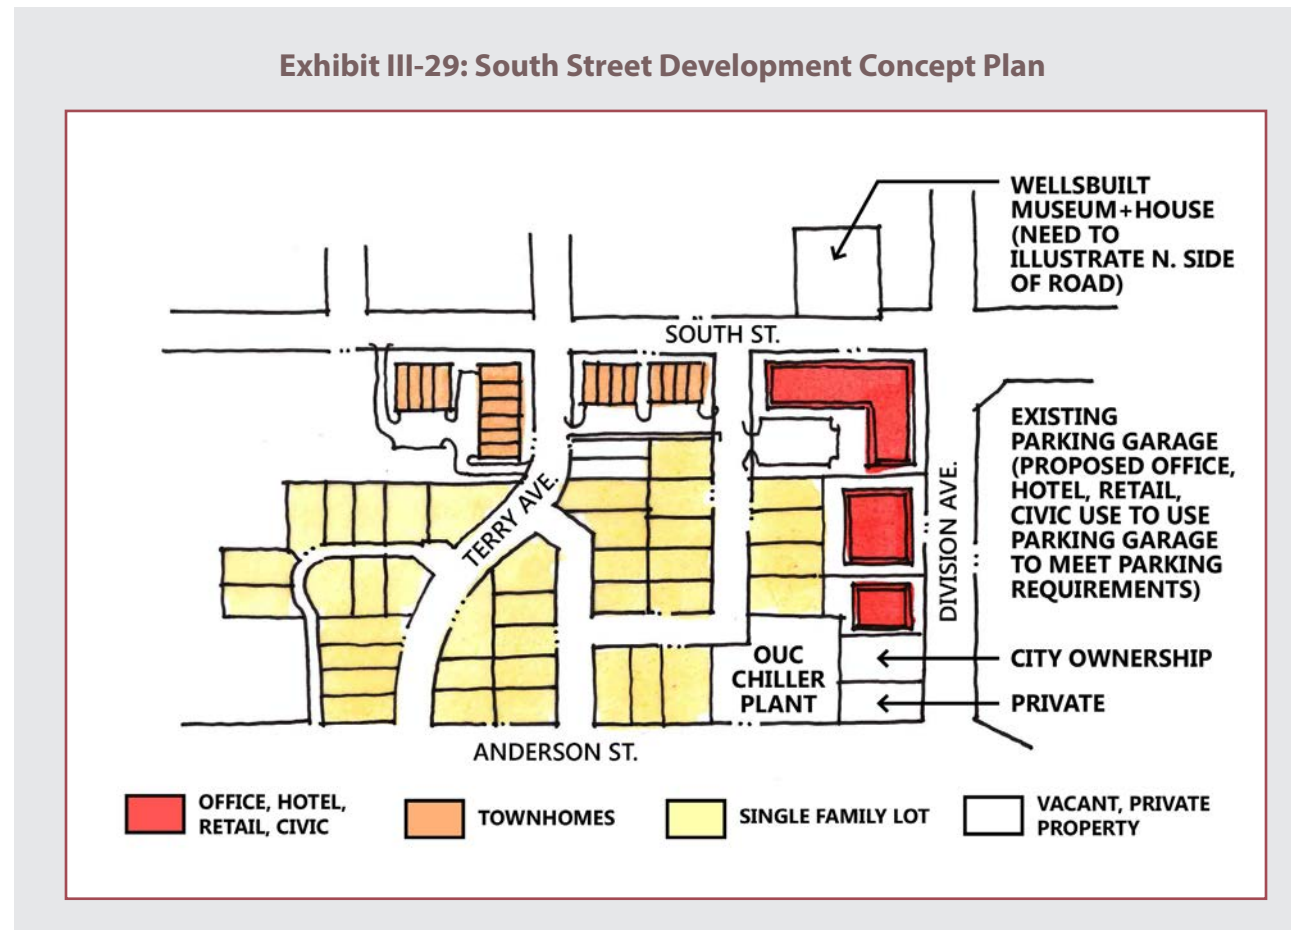 Exhibit III-29: South Street Development Concept Plan
WELLSBUILT
MUSEUM+HOUSE
(NEED TO
ILLUSTRATE N. SIDE
OF ROAD)
SOUTH ST.
EXISTING
PARKING GARAGE
(PROPOSED OFFICE,
HOTEL, RETAIL,
CIVIC USE TO USE
PARKING GARAGE
TO MEET PARKING
REQUIREMENTS)
TERRY AVE.
DIVISION AVE.
OUC
CHILLER
PLANT
CITY OWNERSHIP
PRIVATE
ANDERSON ST.
OFFICE, HOTEL,
RETAIL, CIVIC
TOWNHOMES
SINGLE FAMILY LOT
VACANT, PRIVATE
PROPERTY